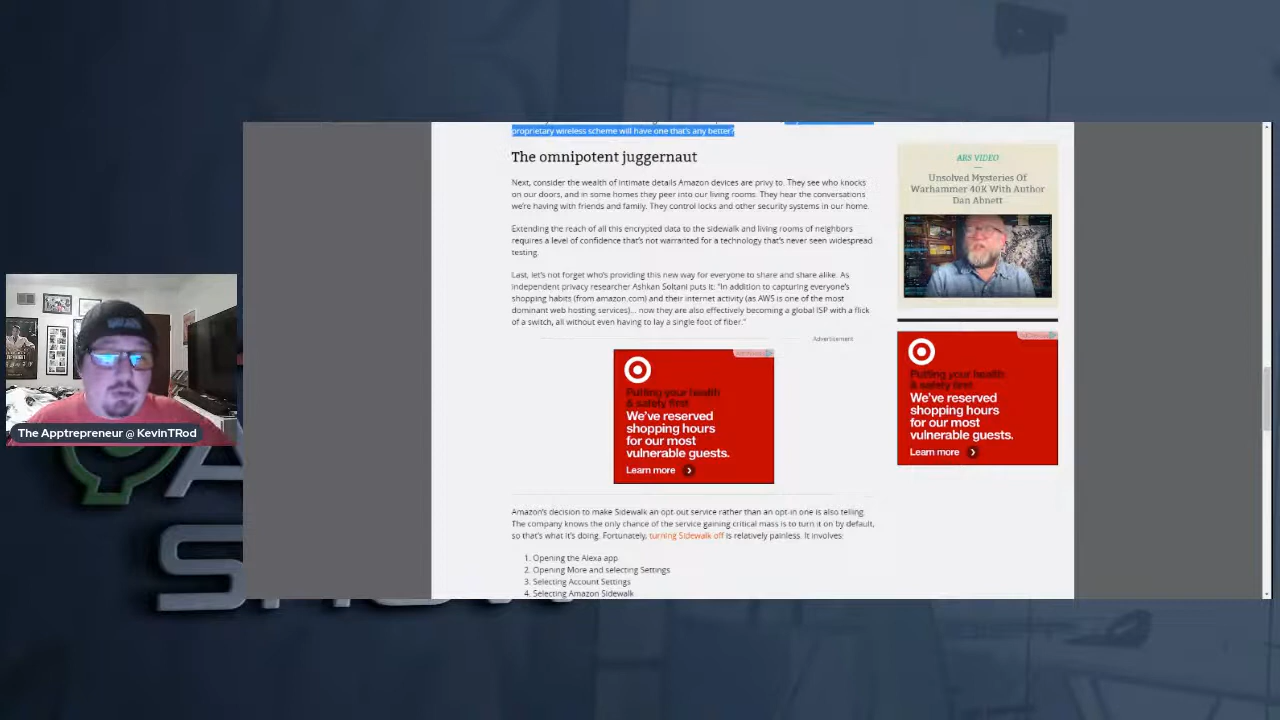 proprietary wireless scheme will have one that's any better?
The omnipotent juggernaut
Next, consider the wealth of intimate details Amazon devices are privy to. They see who knocks
on our doors, and in some homes they peer into our living rooms. They hear the conversations
we're having with friends and family. They control locks and other security systems in our home.
Extending the reach of all this encrypted data to the sidewalk and living rooms of neighbors
requires a level of confidence that's not warranted for a technology that's never seen widespread
testing.
Last, let's not forget who's providing this new way for everyone to share and share alike. As
independent privacy researcher Ashkan Soltani puts it: "In addition to capturing everyone's
shopping habits (from amazon.com) and their internet activity (as AWS is one of the most
dominant web hosting services)... now they are also effectively becoming a global ISP with a flick
of a switch, all without even having to lay a single foot of fiber."
Advertisement
Putting your health
& safety first
We've reserved
shopping hours
for our most
vulnerable guests.
Learn more
Amazon's decision to make Sidewalk an opt-out service rather than an opt-in one is also telling.
The company knows the only chance of the service gaining critical mass is to turn it on by default,
so that's what it's doing. Fortunately, turning Sidewalk off is relatively painless. It involves:
1. Opening the Alexa app
2. Opening More and selecting Settings
3. Selecting Account Settings
4. Selecting Amazon Sidewalk
ARS VIDEO
Unsolved Mysteries Of
Warhammer 40K With Author
Dan Abnett
Putting your health
& safety first
We've reserved
shopping hours
for our most
vulnerable guests.
Learn more
The Apptrepreneur @ KevinTRod